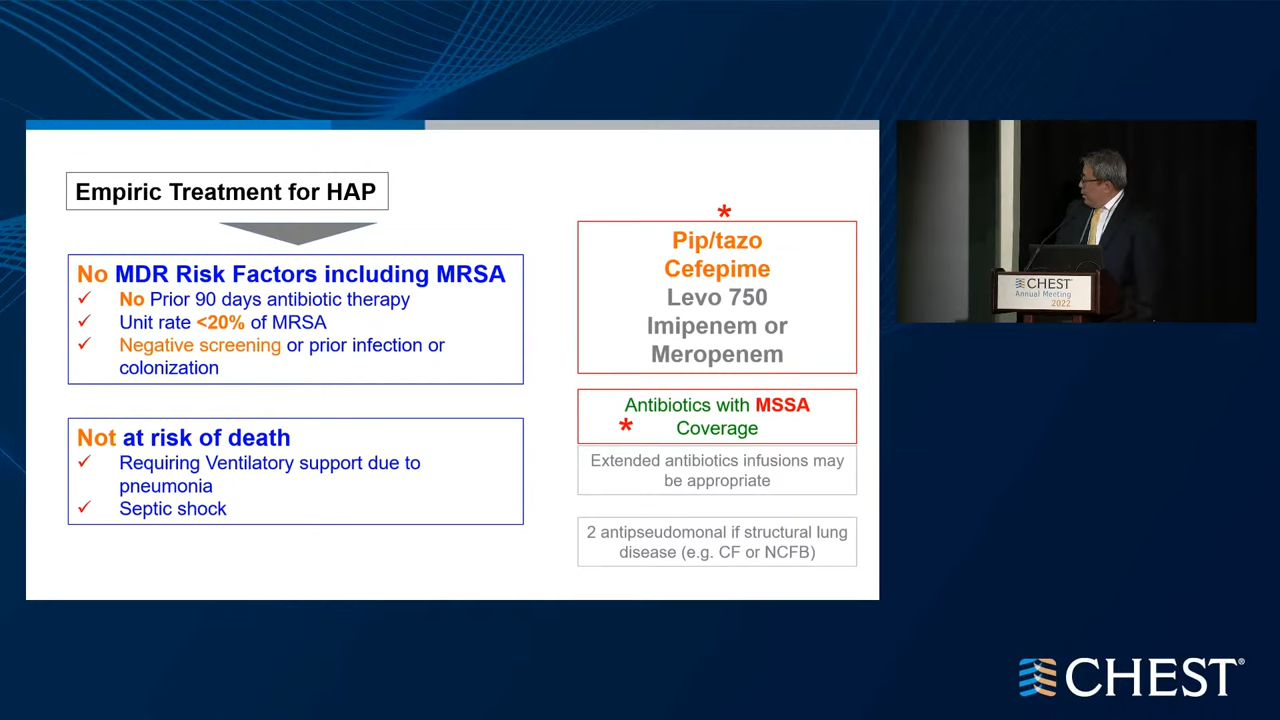 Empiric Treatment for HAP
No MDR Risk Factors including MRSA
✓ No Prior 90 days antibiotic therapy
✓ Unit rate <20% of MRSA
✓ Negative screening or prior infection or
colonization
Not at risk of death
✓ Requiring Ventilatory support due to
pneumonia
✓ Septic shock
*
Pip/tazo
Cefepime
Levo 750
Imipenem or
Meropenem
Antibiotics with MSSA
* Coverage
Extended antibiotics infusions may
be appropriate
2 antipseudomonal if structural lung
disease (e.g. CF or NCFB)
CHEST
Annual Meeting
2022
CHEST®